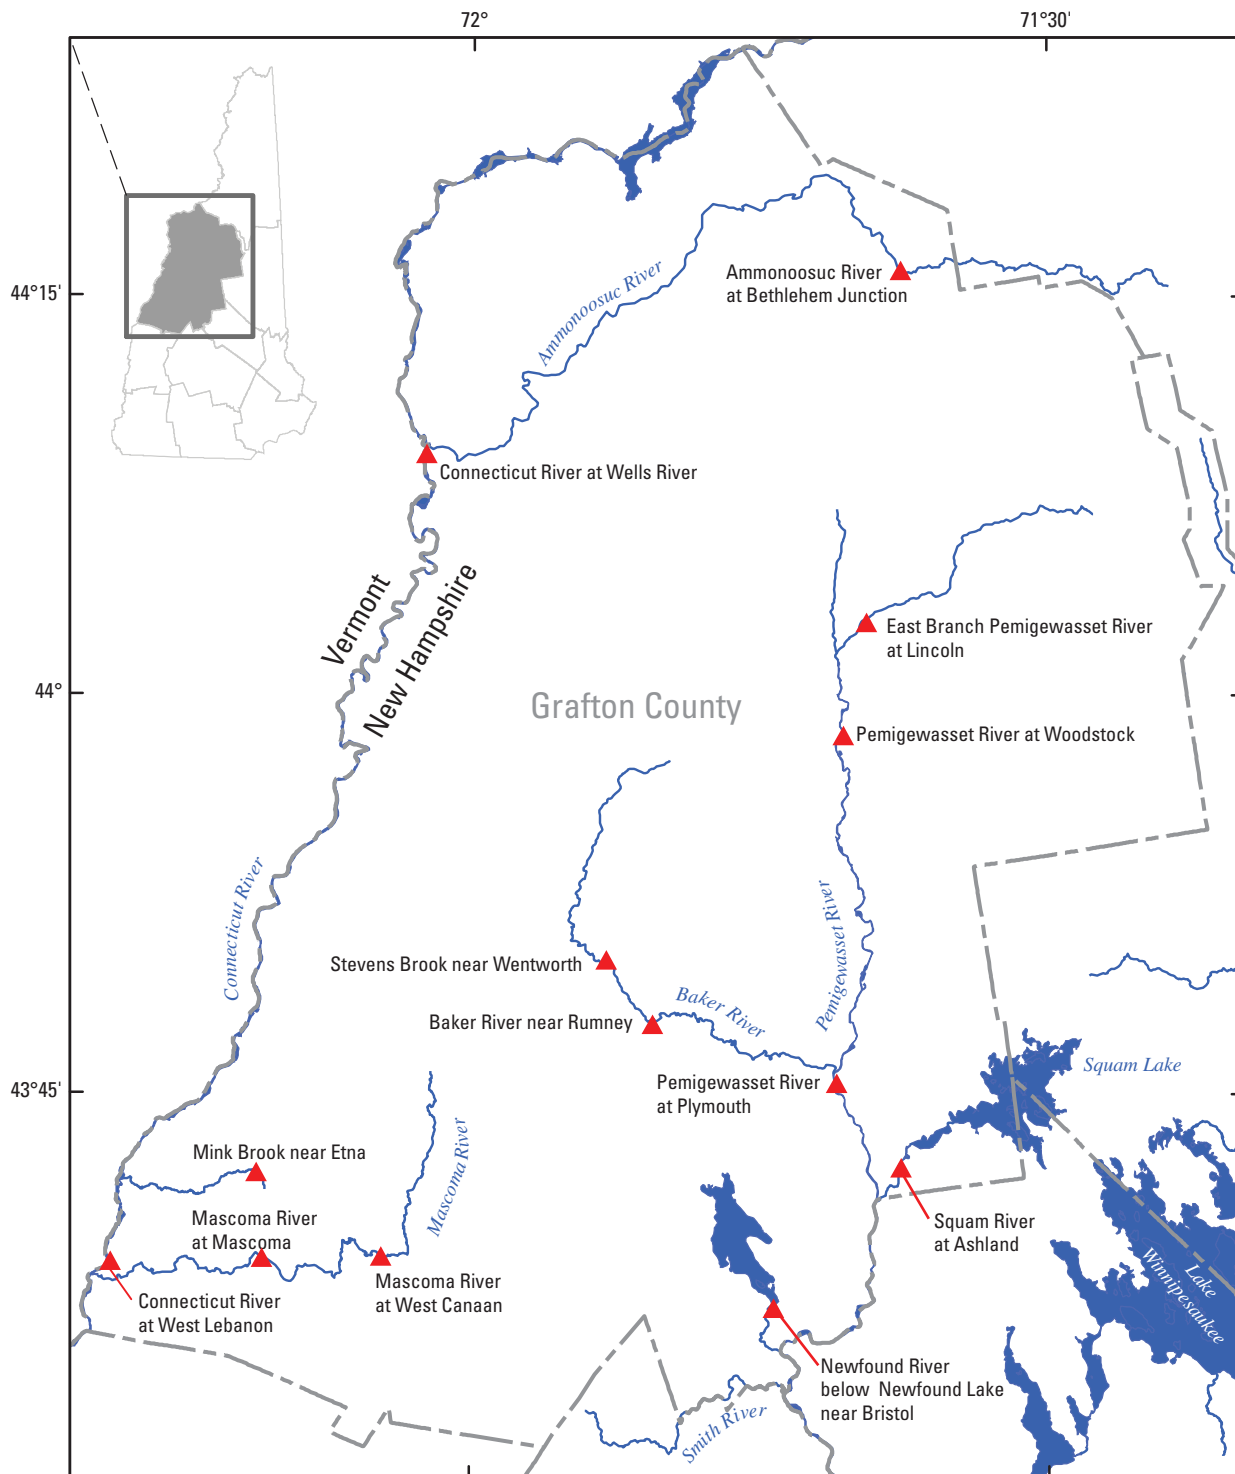 72°
71°30'
44°15'
Ammonoosuc River
Ammonoosuc River
at Bethlehem Junction
Connecticut River at Wells River
Vermont
New Hampshire
East Branch Pemigewasset River
at Lincoln
44°
Grafton County
Pemigewasset River at Woodstock
Connecticut River
Pemigewasset River
Stevens Brook near Wentworth
Baker River
Baker River near Rumney
Squam Lake
Pemigewasset River
at Plymouth
43°45'
Mink Brook near Etna
Mascoma River
Mascoma River
at Mascoma
Squam River
at Ashland
Mascoma River
at West Canaan
Lake
Winnipesaukee
Connecticut River
at West Lebanon
Newfound River
below Newfound Lake
near Bristol
Smith River